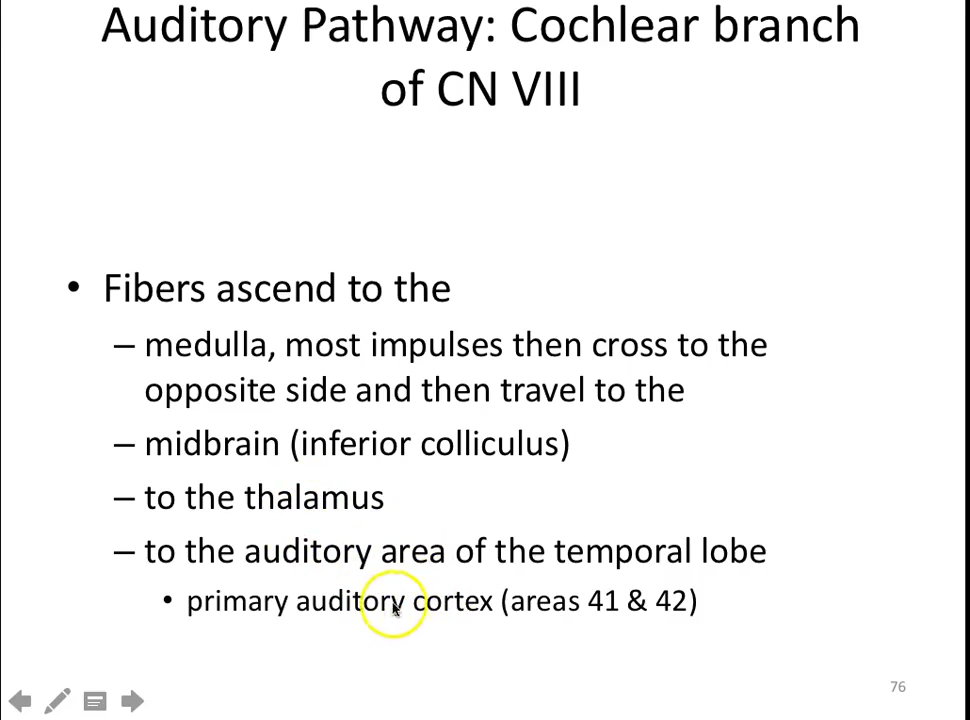 Auditory Pathway: Cochlear branch
of CN VIII
• Fibers ascend to the
– medulla, most impulses then cross to the
opposite side and then travel to the
– midbrain (inferior colliculus)
– to the thalamus
– to the auditory area of the temporal lobe
• primary auditory cortex (areas 41 & 42)
76